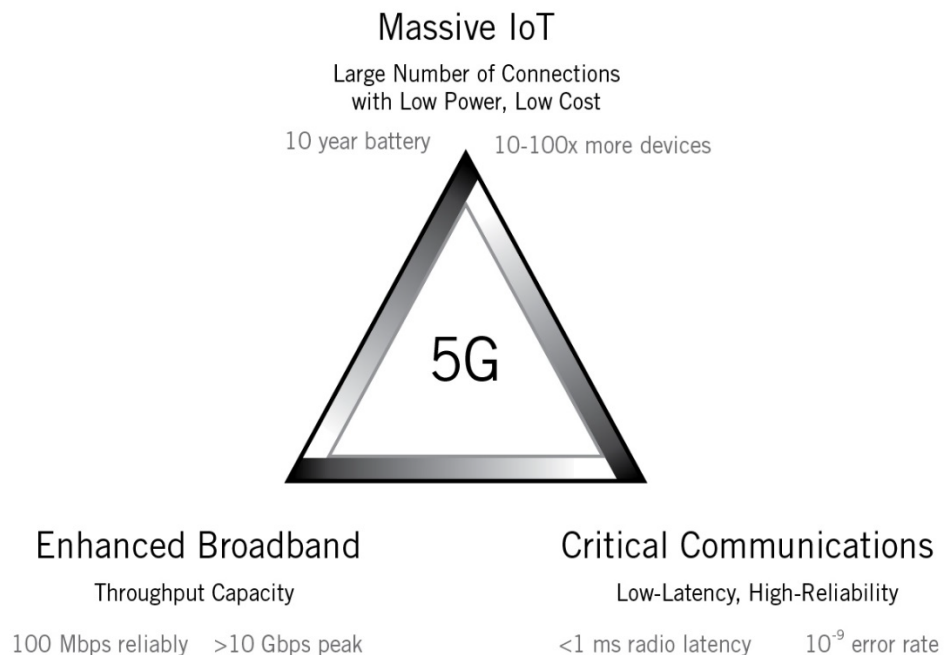 Massive IoT
Large Number of Connections
with Low Power, Low Cost
10 year battery
10-100x more devices
5G
Enhanced Broadband
Throughput Capacity
100 Mbps reliably >10 Gbps peak
Critical Communications
Low-Latency, High-Reliability
<1 ms radio latency 10⁻⁹ error rate